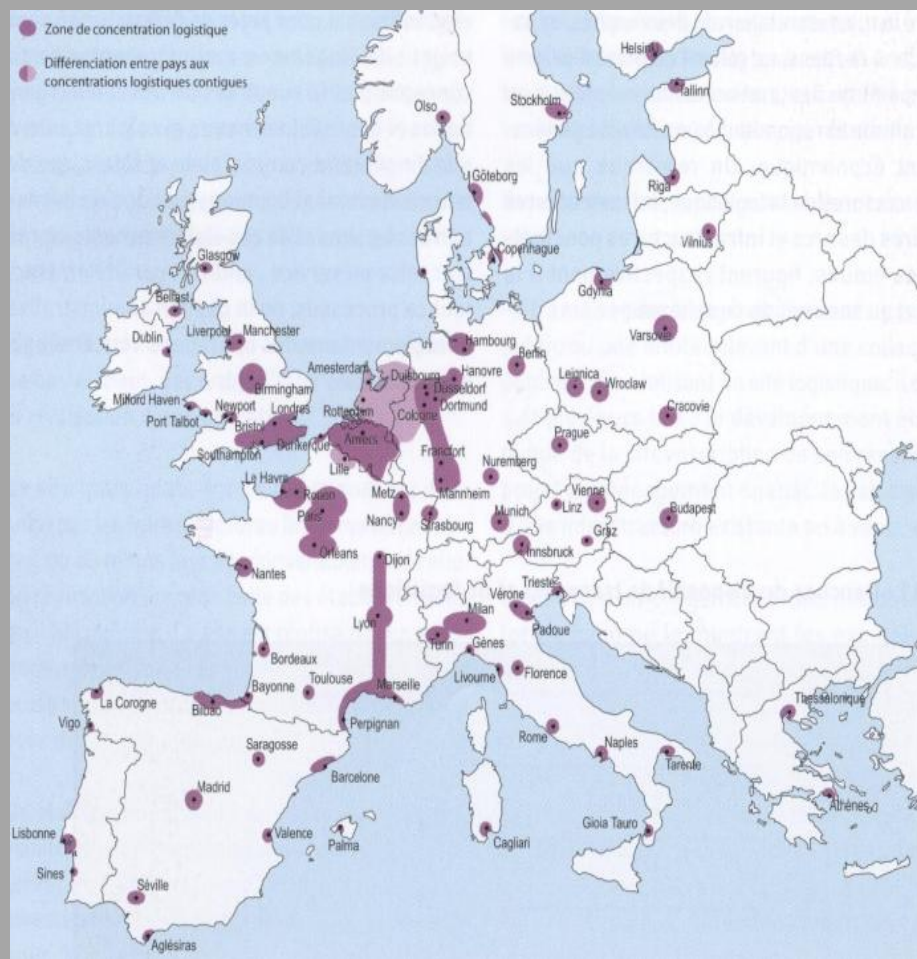 Zone de concentration logistique
Différenciation entre pays aux
concentrations logistiques contigues
Helsinki
Tallinn
Olso
Stockholm
Göteborg
Riga
Vilnius
Copenhague
Glasgow
Belfast
Gdynia
Dublin
Liverpool
Manchester
Hambourg
Varsovie
Berlin
Amesterdam
Duisbourg
Hanovre
Düsseldorf
Birmingham
Leignica
Wroclaw
Milford Haven
Newport
Londres
Rotterdam
Cologne
Dortmund
Port Talbot
Bristol
Cracovie
Dunkerque
Anvers
Southampton
Lille
Francfort
Prague
Nuremberg
Le Havre
Rouen
Metz
Mannheim
Paris
Vienne
Linz
Budapest
Nancy
Strasbourg
Munich
Graz
Orléans
Dijon
Innsbruck
Nantes
Trieste
Vérone
Milan
Lyon
Padoue
Turin
Gênes
Bordeaux
Toulouse
Livourne
Florence
Marseille
La Corogne
Bayonne
Bilbao
Thessalonique
Vigo
Perpignan
Rome
Naples
Saragosse
Tarente
Barcelone
Madrid
Athènes
Lisbonne
Valence
Palma
Cagliari
Gioia Tauro
Sines
Séville
Aglésiras